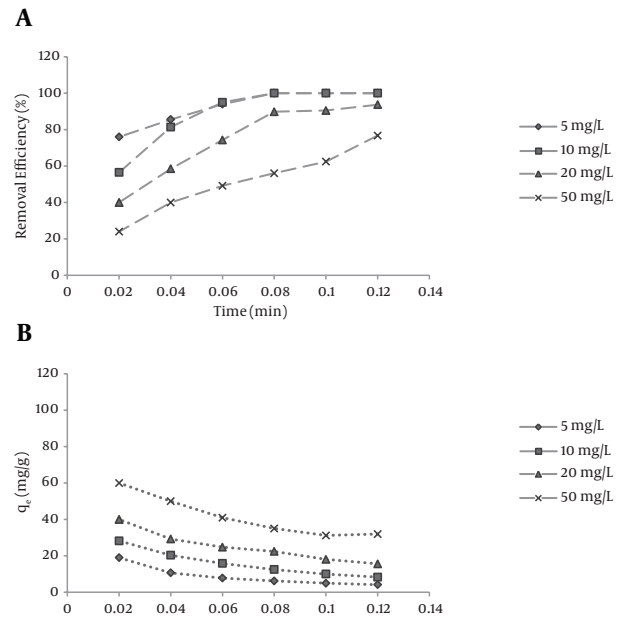 A
120
100
80
60
40
20
0
Removal Efficiency (%)
0 0.02 0.04 0.06 0.08 0.1 0.12 0.14
Time (min)
5 mg/L
10 mg/L
20 mg/L
50 mg/L
B
120
100
80
60
40
20
0
qe (mg/g)
0 0.02 0.04 0.06 0.08 0.1 0.12 0.14
5 mg/L
10 mg/L
20 mg/L
50 mg/L